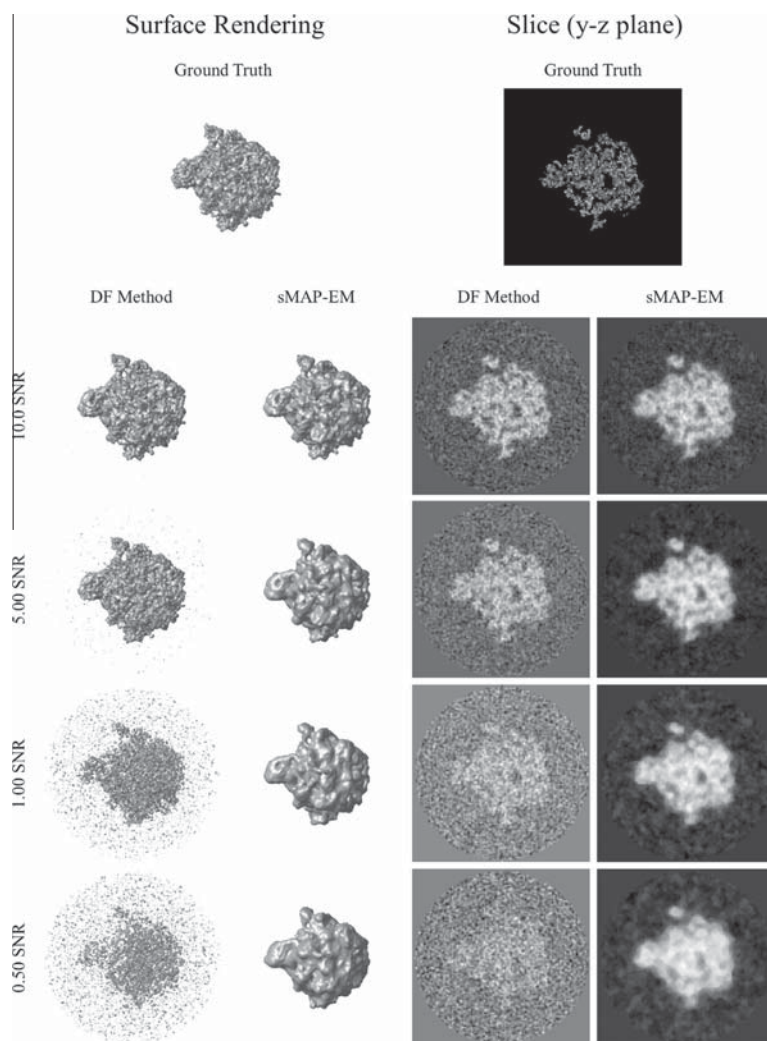 Surface Rendering
Slice (y-z plane)
Ground Truth
Ground Truth
DF Method
sMAP-EM
DF Method
sMAP-EM
10.0 SNR
5.00 SNR
1.00 SNR
0.50 SNR